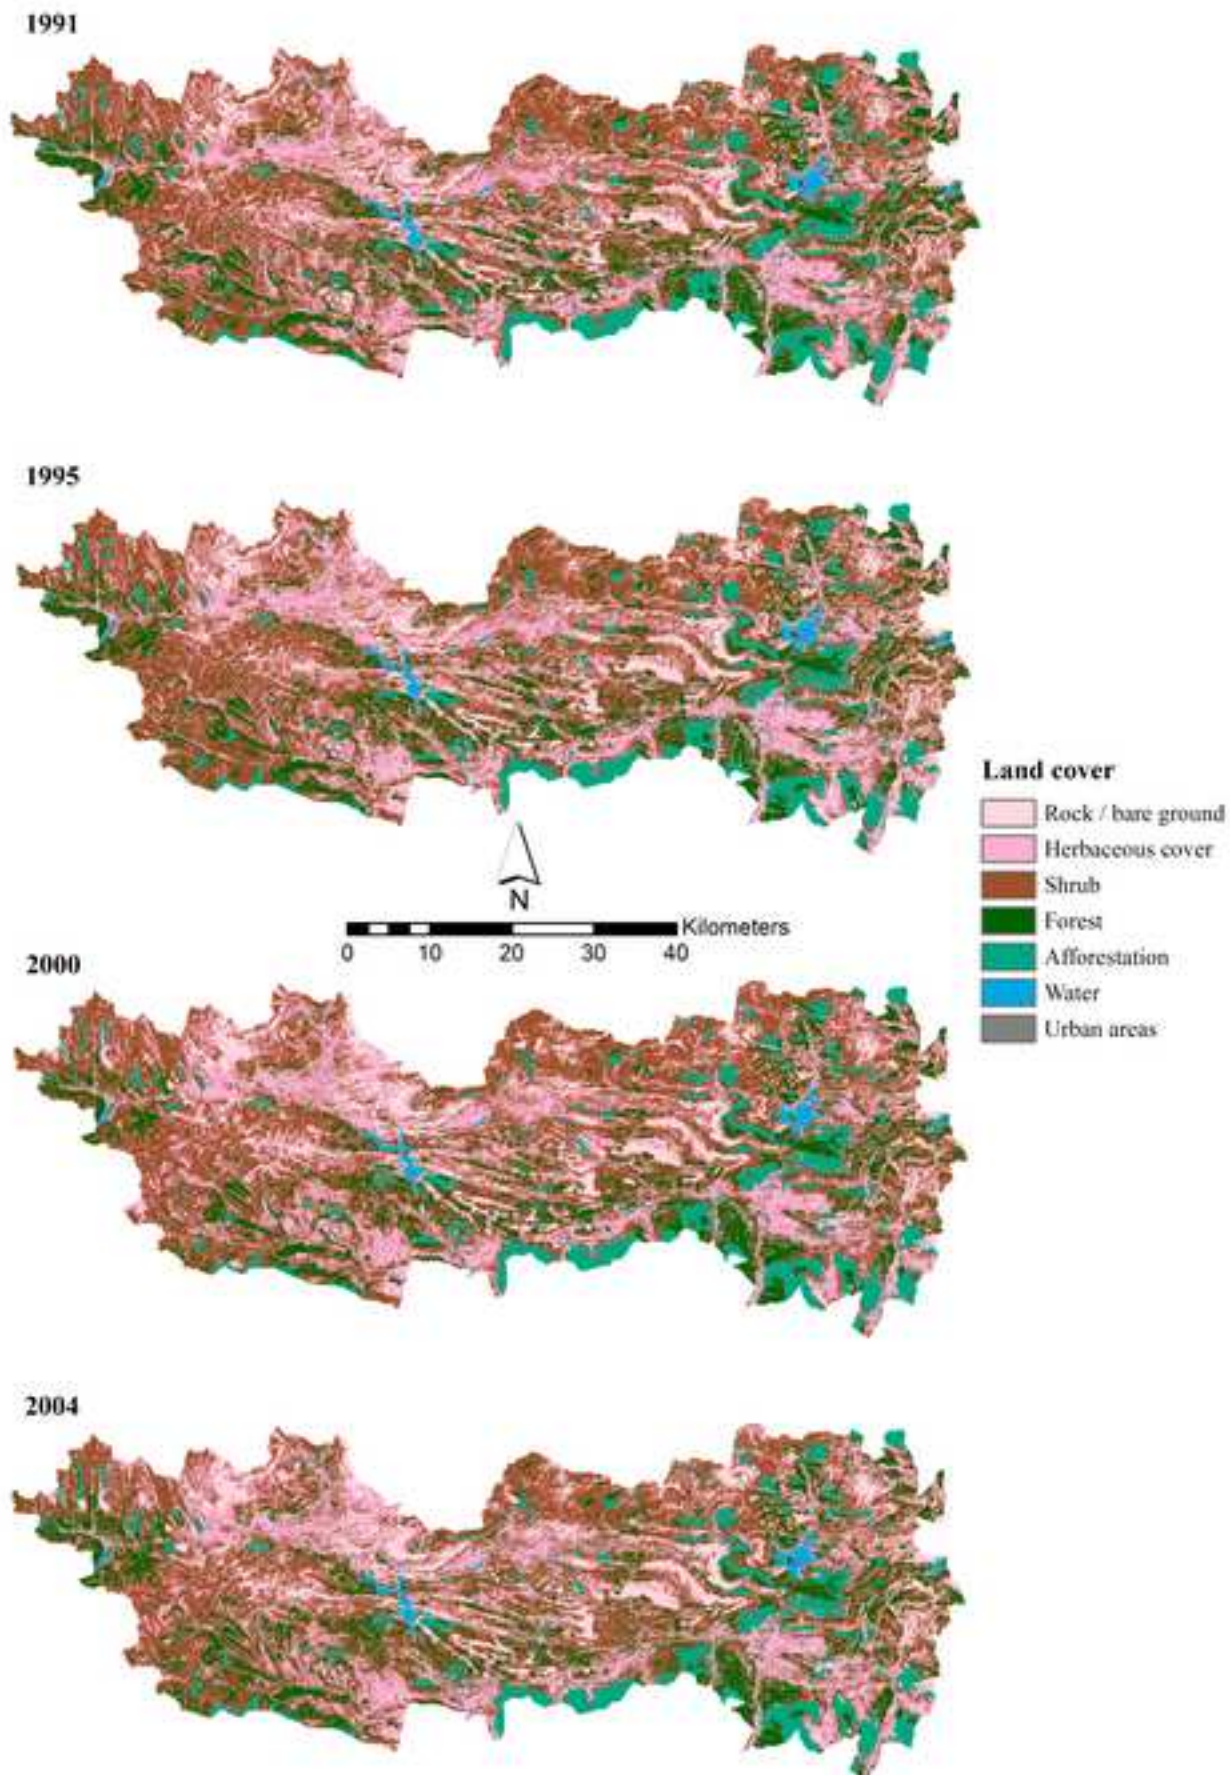 1991
1995
Land cover
Rock / bare ground
Herbaceous cover
Shrub
Forest
Afforestation
Water
Urban areas
N
Kilometers
0 10 20 30 40
2000
2004